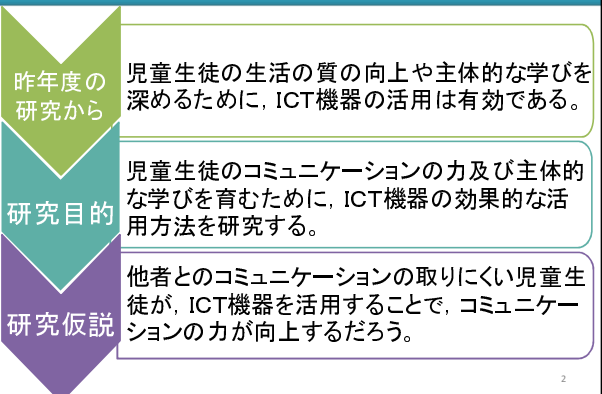 昨年度の
研究から
児童生徒の生活の質の向上や主体的な学びを
深めるために，ICT機器の活用は有効である。
研究目的
児童生徒のコミュニケーションの力及び主体的
な学びを育むために，ICT機器の効果的な活
用方法を研究する。
研究仮説
他者とのコミュニケーションの取りにくい児童生
徒が，ICT機器を活用することで，コミュニケー
ションの力が向上するだろう。
2